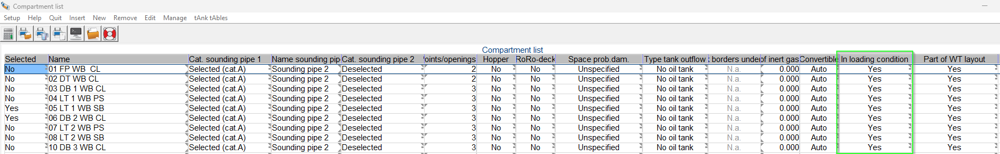 Compartment list
Setup Help Quit Insert New Remove Edit Manage tAnk tAbles
Compartment list
Selected Name Cat. sounding pipe 1 Name sounding pip Cat. sounding pipe 2 oints/openings Hopper RoRo-deck Space prob.dam. Type tank outflow borders under of inert gas Convertible In loading condition Part of WT layout
No 01 FP WB  CL Selected (cat.A) Sounding pipe 2 Deselected 2 No No Unspecified No oil tank N.a. 0.000 Auto Yes Yes
No 02 DT WB CL Selected (cat.A) Sounding pipe 2 Deselected 2 No No Unspecified No oil tank N.a. 0.000 Auto Yes Yes
No 03 DB 1 WB CL Selected (cat.A) Sounding pipe 2 Deselected 3 No No Unspecified No oil tank N.a. 0.000 Auto Yes Yes
No 04 LT 1 WB PS Selected (cat.A) Sounding pipe 2 Deselected 3 No No Unspecified No oil tank N.a. 0.000 Auto Yes Yes
Yes 05 LT 1 WB SB Selected (cat.A) Sounding pipe 2 Deselected 3 No No Unspecified No oil tank N.a. 0.000 Auto Yes Yes
Yes 06 DB 2 WB CL Selected (cat.A) Sounding pipe 2 Deselected 3 No No Unspecified No oil tank N.a. 0.000 Auto Yes Yes
No 07 LT 2 WB PS Selected (cat.A) Sounding pipe 2 Deselected 3 No No Unspecified No oil tank N.a. 0.000 Auto Yes Yes
No 08 LT 2 WB SB Selected (cat.A) Sounding pipe 2 Deselected 3 No No Unspecified No oil tank N.a. 0.000 Auto Yes Yes
No 10 DB 3 WB CL Selected (cat.A) Sounding pipe 2 Deselected 3 No No Unspecified No oil tank N.a. 0.000 Auto Yes Yes